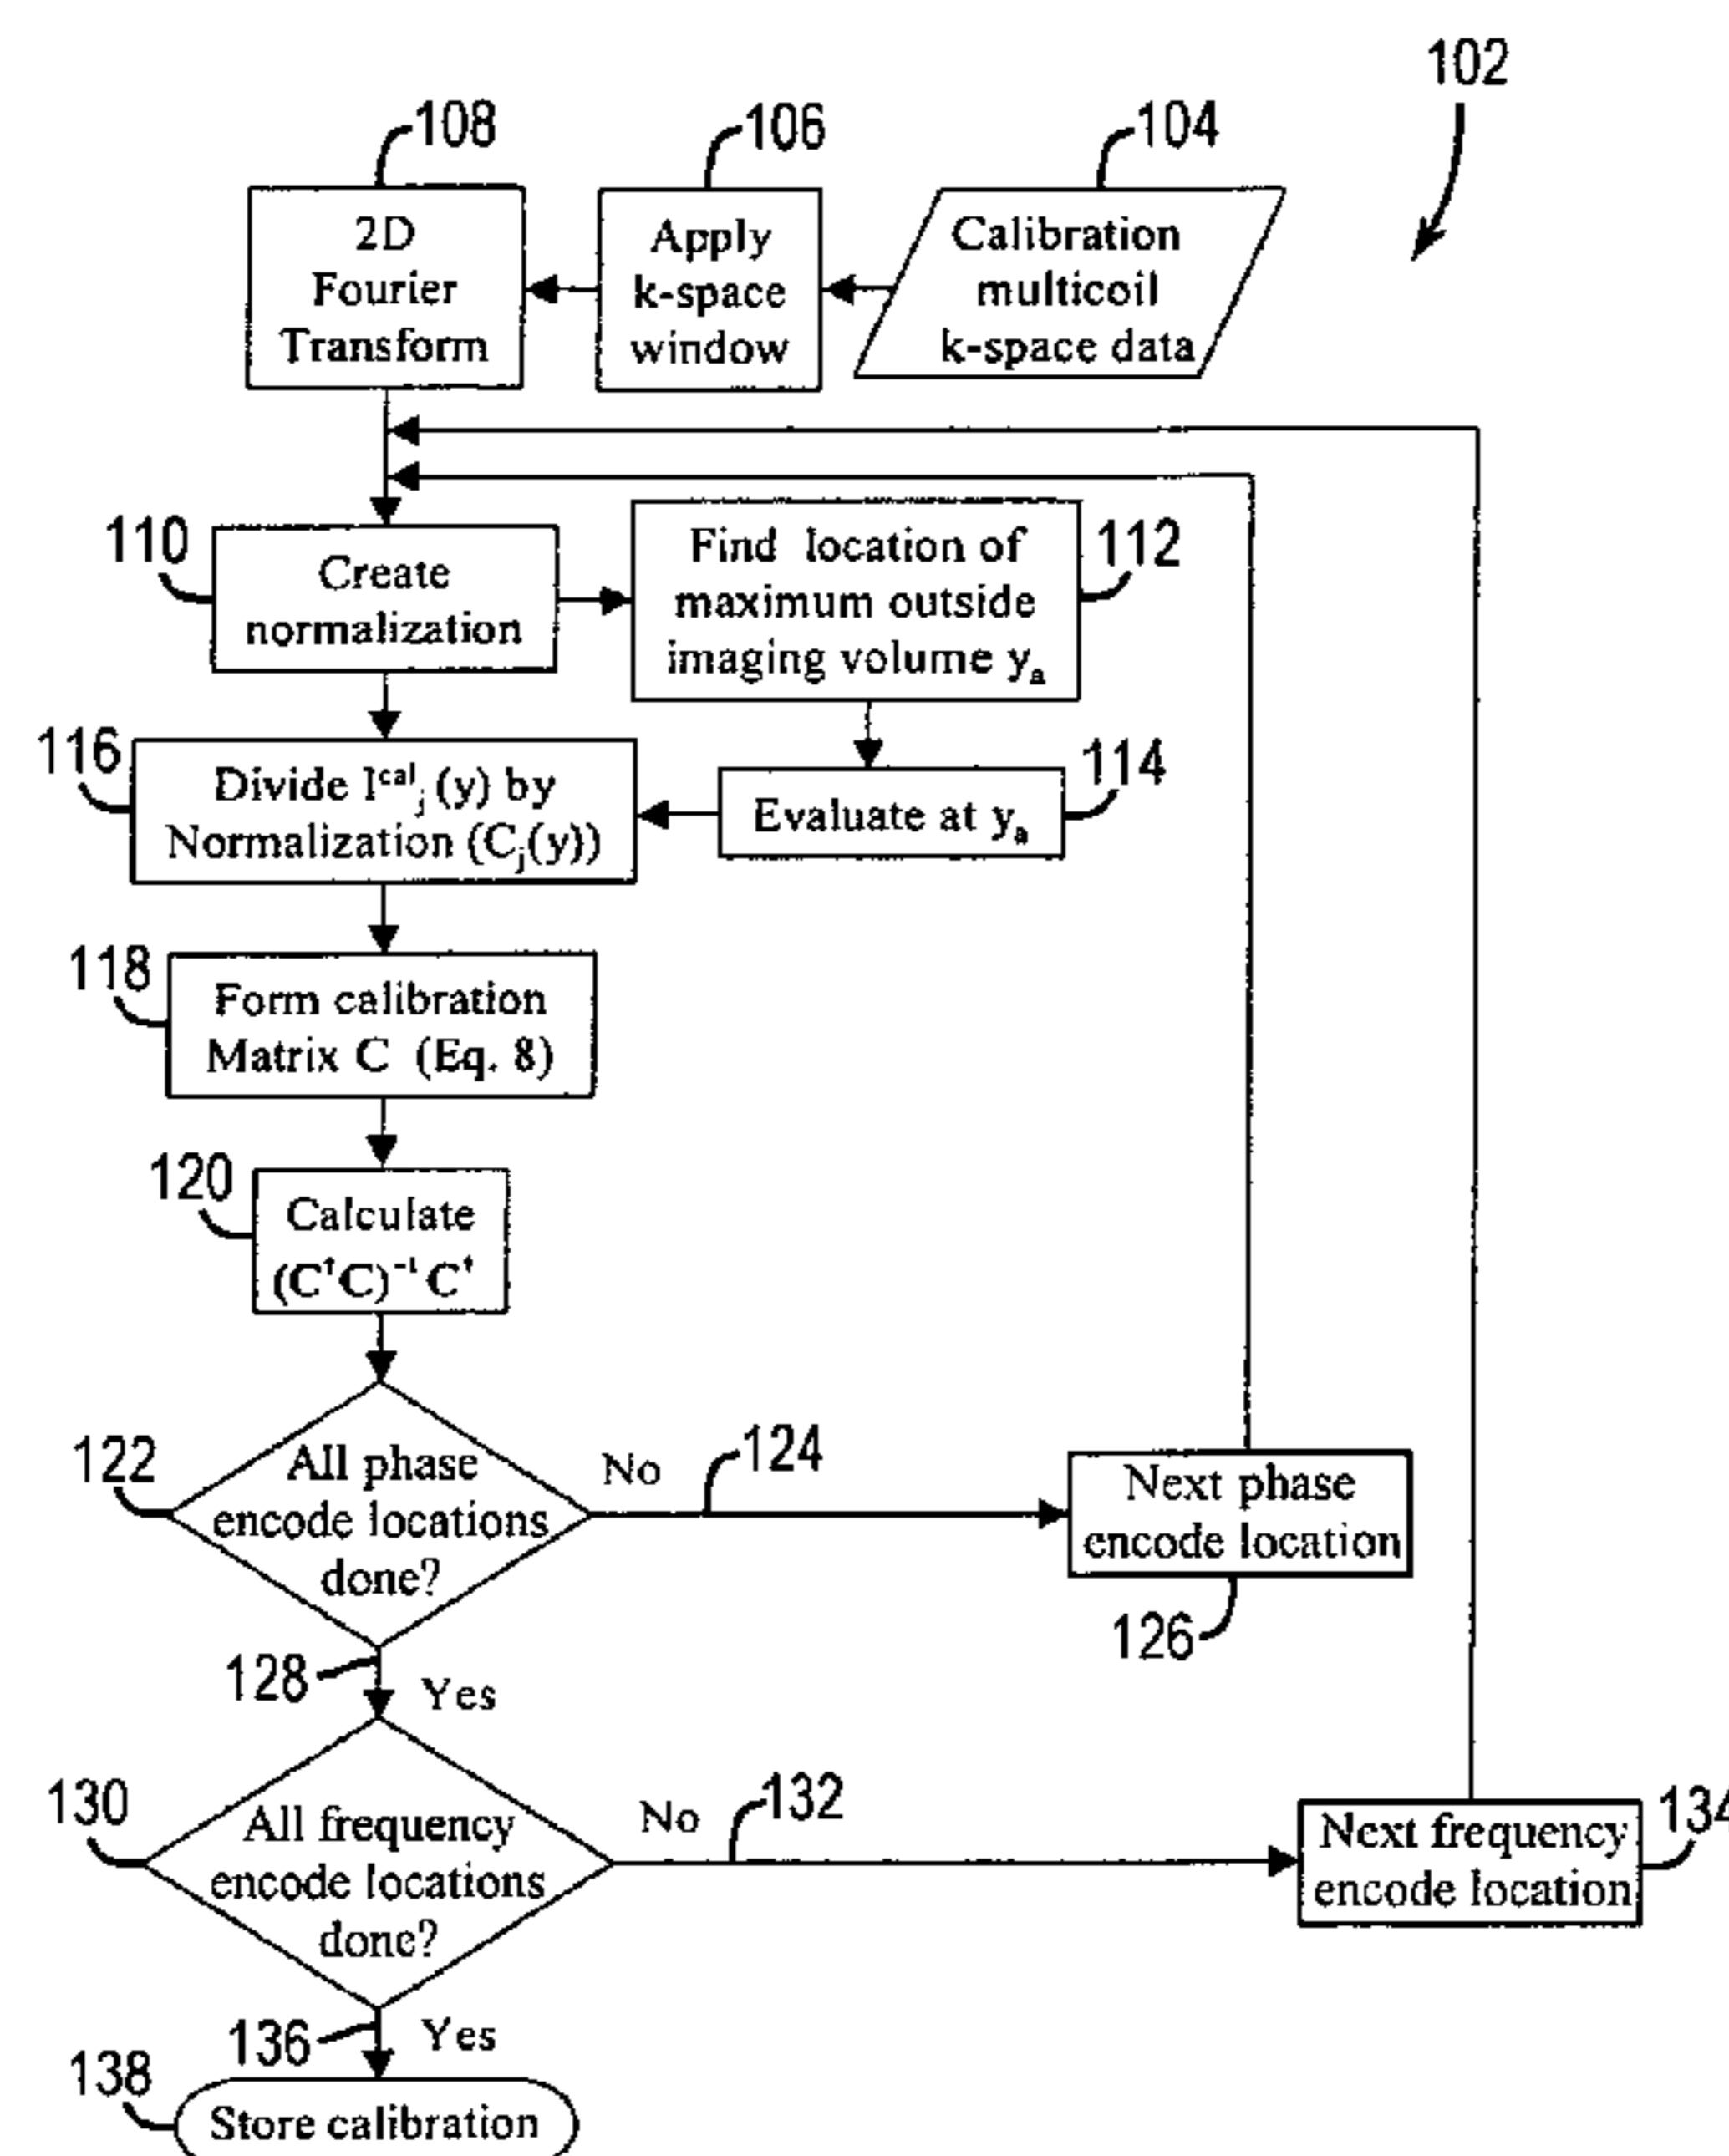 102
108
106
104
2D
Fourier
Transform
Apply
k-space
window
Calibration
multicoil
k-space data
110
Create
normalization
Find location of
maximum outside
imaging volume yₐ
112
116
Divide Iᶜᵃˡⱼ (y) by
Normalization (Cⱼ(y))
Evaluate at yₐ
114
118
Form calibration
Matrix C (Eq. 8)
120
Calculate
(C†C)⁻¹C†
122
All phase
encode locations
done?
No
124
Next phase
encode location
126
128
Yes
130
All frequency
encode locations
done?
No
132
Next frequency
encode location
134
136
Yes
138
Store calibration